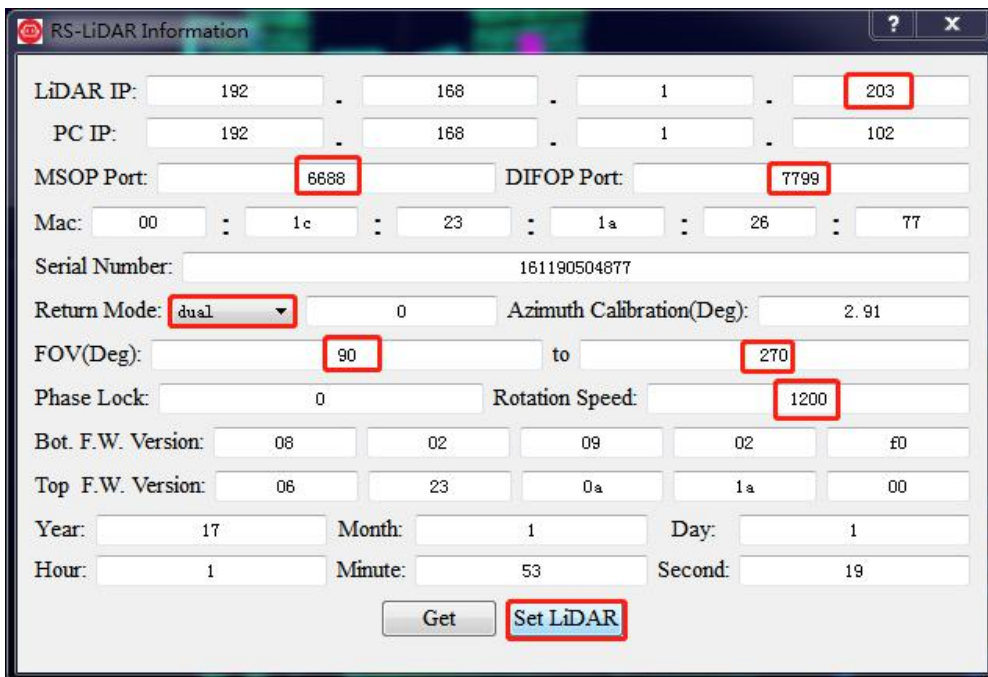 RS-LiDAR Information ? x
LiDAR IP: 192 . 168 . 1 . 203
PC IP: 192 . 168 . 1 . 102
MSOP Port: 6688 DIFOP Port: 7799
Mac: 00 : 1c : 23 : 1a : 26 : 77
Serial Number: 161190504877
Return Mode: dual 0 Azimuth Calibration(Deg): 2.91
FOV(Deg): 90 to 270
Phase Lock: 0 Rotation Speed: 1200
Bot. F.W. Version: 08 02 09 02 f0
Top F.W. Version: 06 23 0a 1a 00
Year: 17 Month: 1 Day: 1
Hour: 1 Minute: 53 Second: 19
Get Set LiDAR